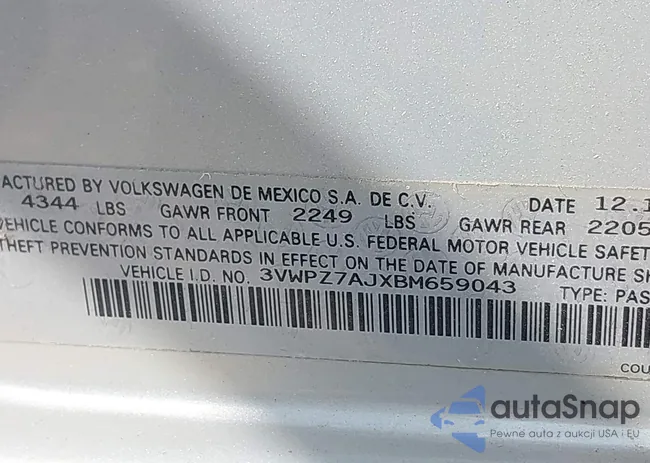 ACTURED BY VOLKSWAGEN DE MEXICO S.A. DE C.V. DATE 12.1
4344 LBS GAWR FRONT 2249 LBS GAWR REAR 2205
VEHICLE CONFORMS TO ALL APPLICABLE U.S. FEDERAL MOTOR VEHICLE SAFET
THEFT PREVENTION STANDARDS IN EFFECT ON THE DATE OF MANUFACTURE SH
VEHICLE I.D. NO. 3VWPZ7AJXBM659043 TYPE: PAS
COU
autaSnap
Pewne auta z aukcji USA i EU